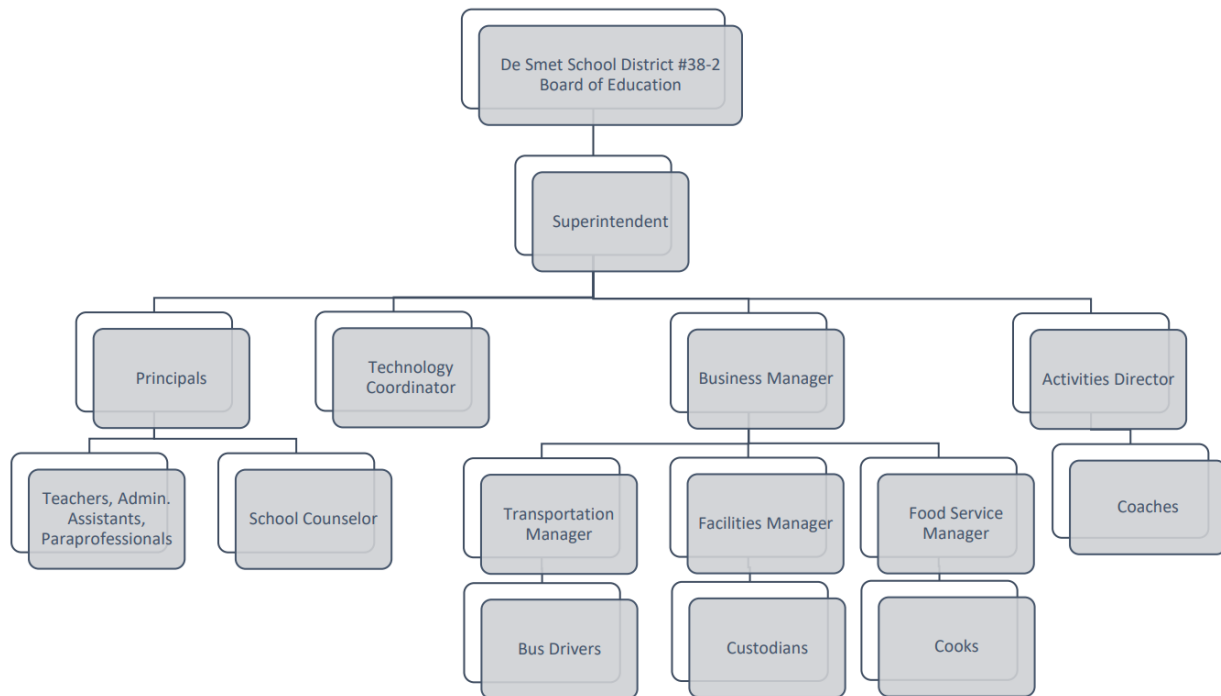 De Smet School District #38-2
Board of Education
Superintendent
Principals
Technology
Coordinator
Business Manager
Activities Director
Teachers, Admin.
Assistants,
Paraprofessionals
School Counselor
Transportation
Manager
Facilities Manager
Food Service
Manager
Coaches
Bus Drivers
Custodians
Cooks